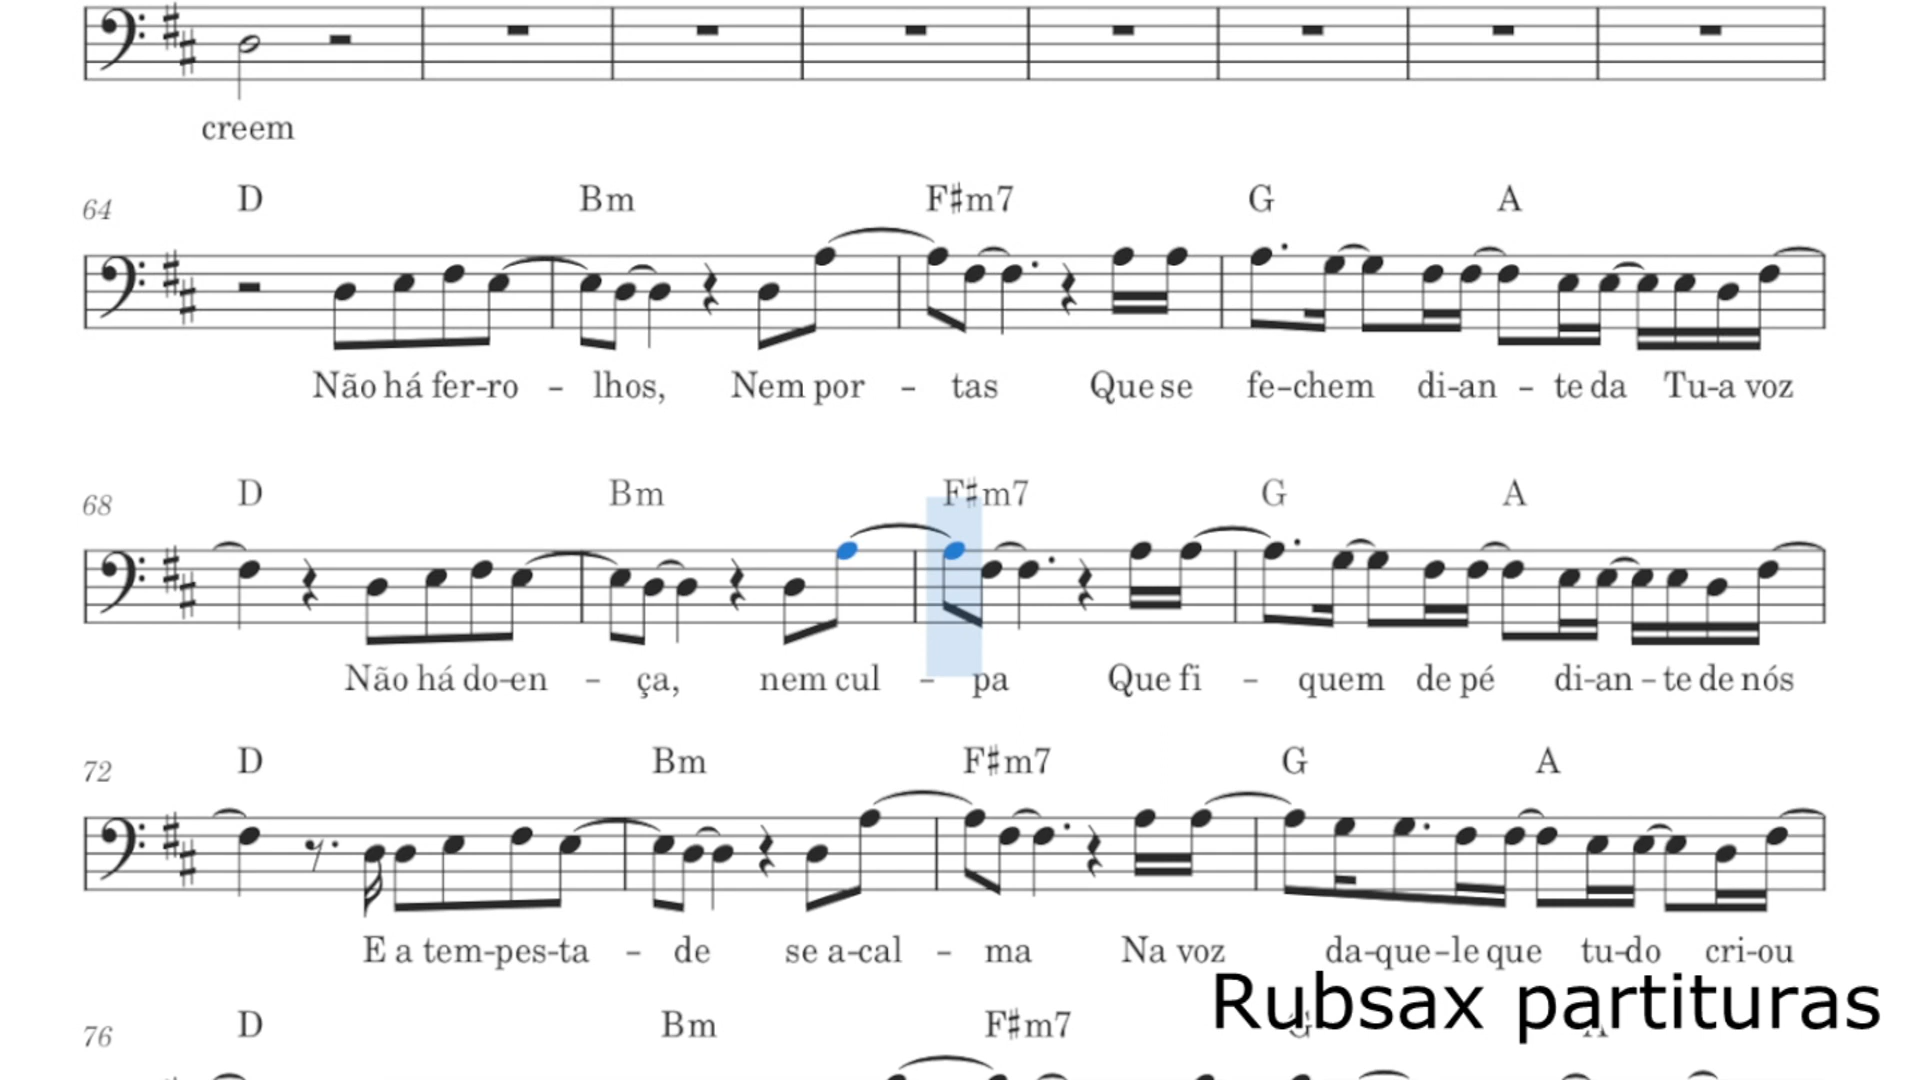 creem
64 D Bm F♯m7 G A
Não há fer-ro - lhos, Nem por - tas Que se fe-chem di-an - te da Tu-a voz
68 D Bm F♯m7 G A
Não há do-en - ça, nem cul - pa Que fi - quem de pé di-an-te de nós
72 D Bm F♯m7 G A
E a tem-pes-ta - de se a-cal - ma Na voz da-que-le que tu-do cri-ou
Rubsax partituras
76 D Bm F♯m7 G A